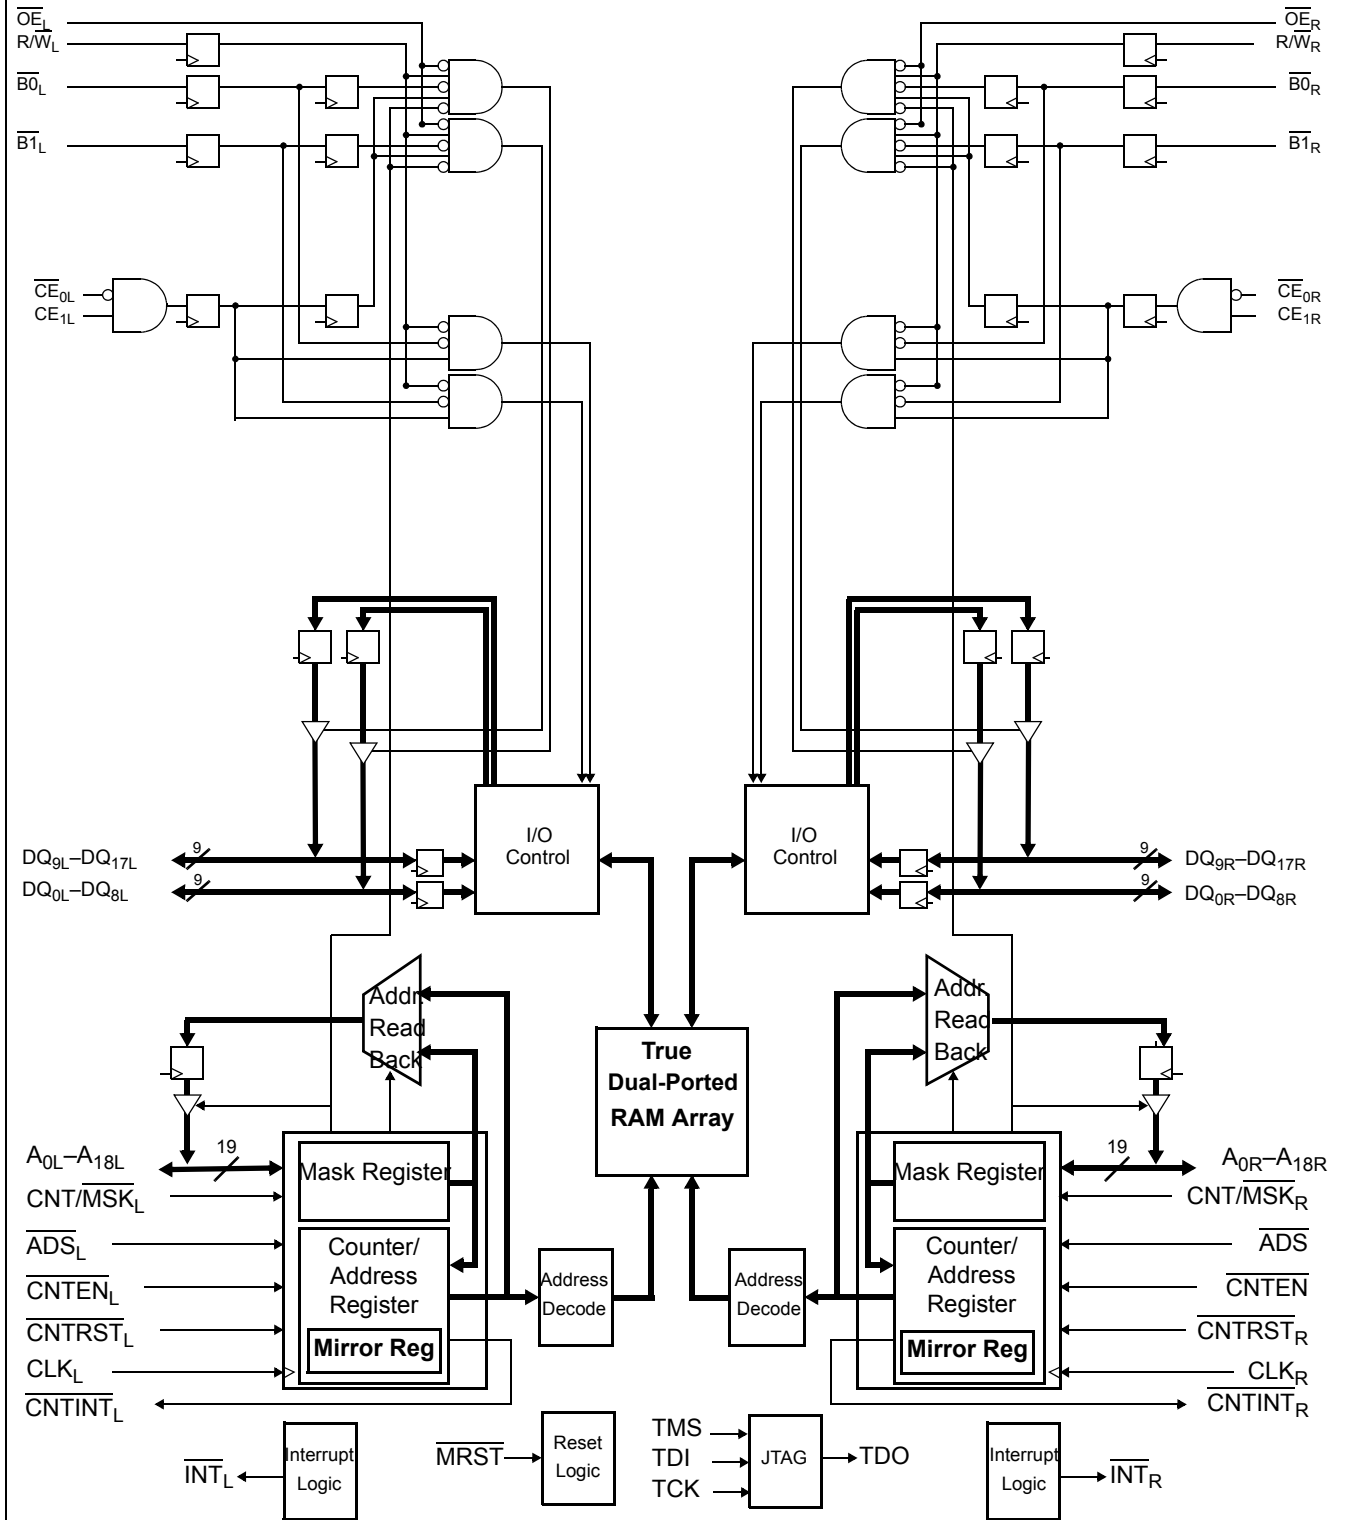 OE_L
R/W_L
B0_L
B1_L
CE_0L
CE_1L
OE_R
R/W_R
B0_R
B1_R
CE_0R
CE_1R
I/O
Control
I/O
Control
9
DQ_9L–DQ_17L
9
DQ_0L–DQ_8L
9
DQ_9R–DQ_17R
9
DQ_0R–DQ_8R
Addr.
Read
Back
Addr.
Read
Back
True
Dual-Ported
RAM Array
19
A_0L–A_18L
CNT/MSK_L
ADS_L
CNTEN_L
CNTRST_L
CLK_L
CNTINT_L
Mask Register
Counter/
Address
Register
Mirror Reg
Address
Decode
Address
Decode
Mask Register
Counter/
Address
Register
Mirror Reg
19
A_0R–A_18R
CNT/MSK_R
ADS
CNTEN
CNTRST_R
CLK_R
CNTINT_R
INT_L
Interrupt
Logic
MRST
Reset
Logic
TMS
TDI
TCK
JTAG
TDO
Interrupt
Logic
INT_R